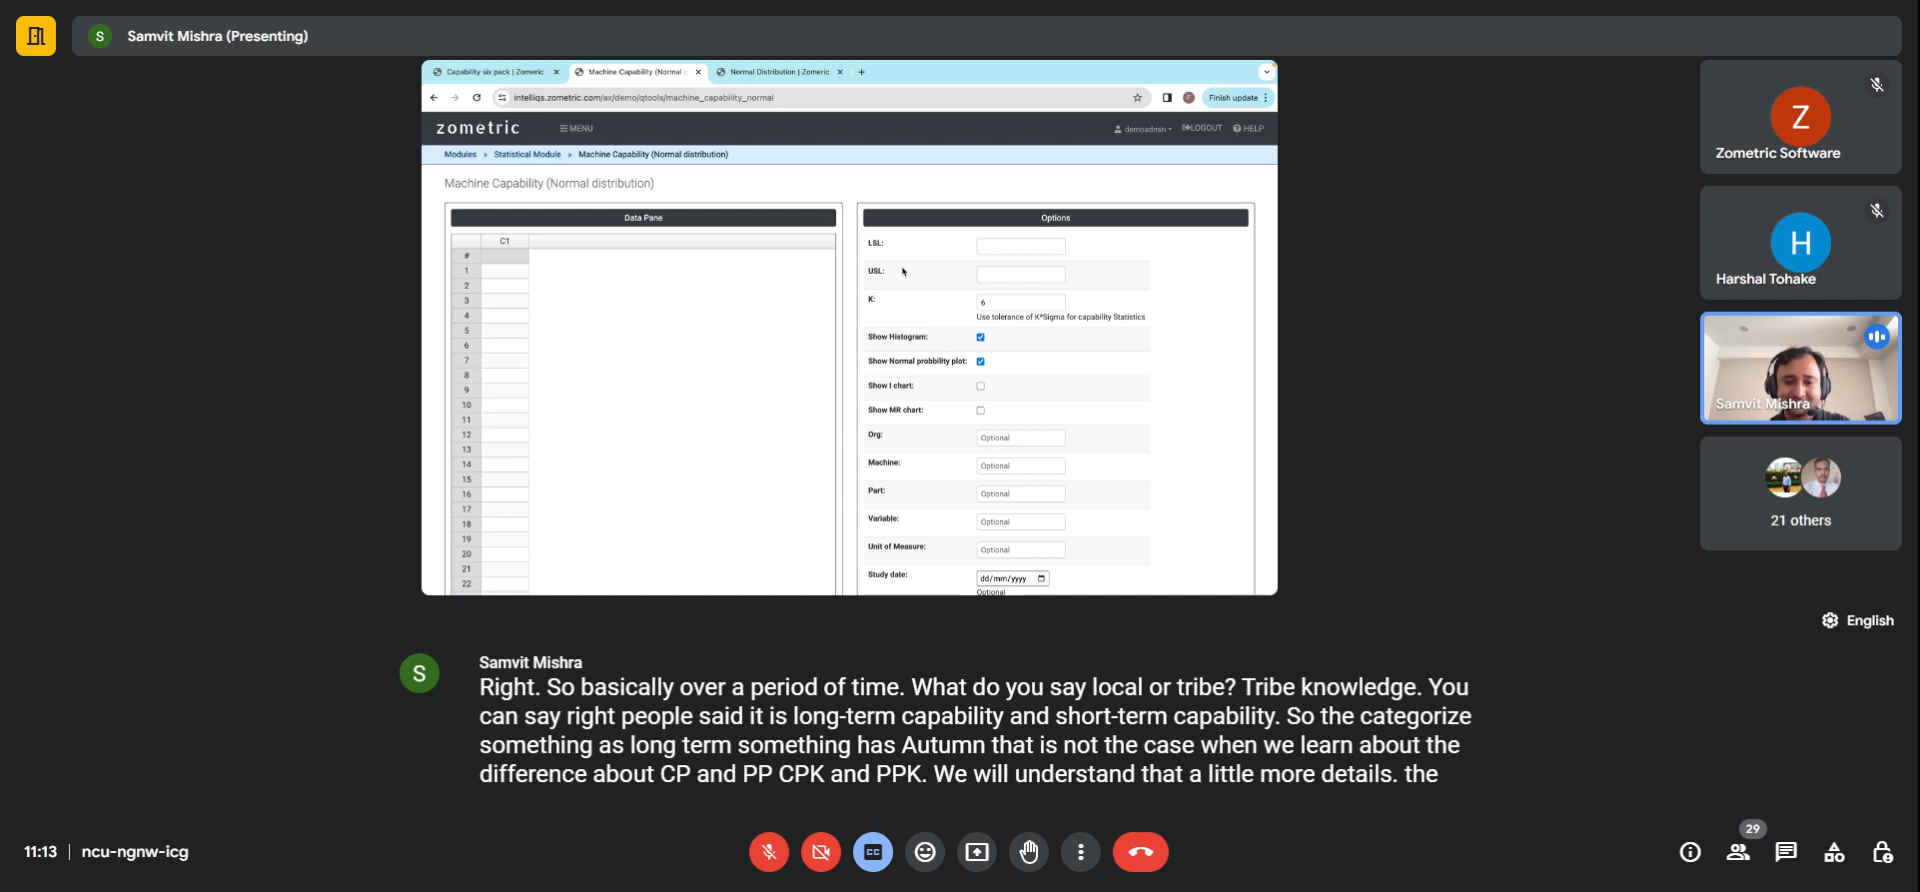 S Samvit Mishra (Presenting)
Capability six pack | Zomeric × Machine Capability (Normal × Normal Distribution | Zomeric × +
intelliqs.zometric.com/ax/demo/qtools/machine_capability_normal Finish update
zometric MENU demoadmin LOGOUT HELP
Modules » Statistical Module » Machine Capability (Normal distribution)
Machine Capability (Normal distribution)
Data Pane
C1
#
1
2
3
4
5
6
7
8
9
10
11
12
13
14
15
16
17
18
19
20
21
22
Options
LSL:
USL:
K: 6
Use tolerance of K*Sigma for capability Statistics
Show Histogram:
Show Normal probbility plot:
Show I chart:
Show MR chart:
Org: Optional
Machine: Optional
Part: Optional
Variable: Optional
Unit of Measure: Optional
Study date: dd/mm/yyyy
Optional
Z
Zometric Software
H
Harshal Tohake
Samvit Mishra
21 others
English
S
Samvit Mishra
Right. So basically over a period of time. What do you say local or tribe? Tribe knowledge. You
can say right people said it is long-term capability and short-term capability. So the categorize
something as long term something has Autumn that is not the case when we learn about the
difference about CP and PP CPK and PPK. We will understand that a little more details. the
11:13 | ncu-ngnw-icg
CC
29